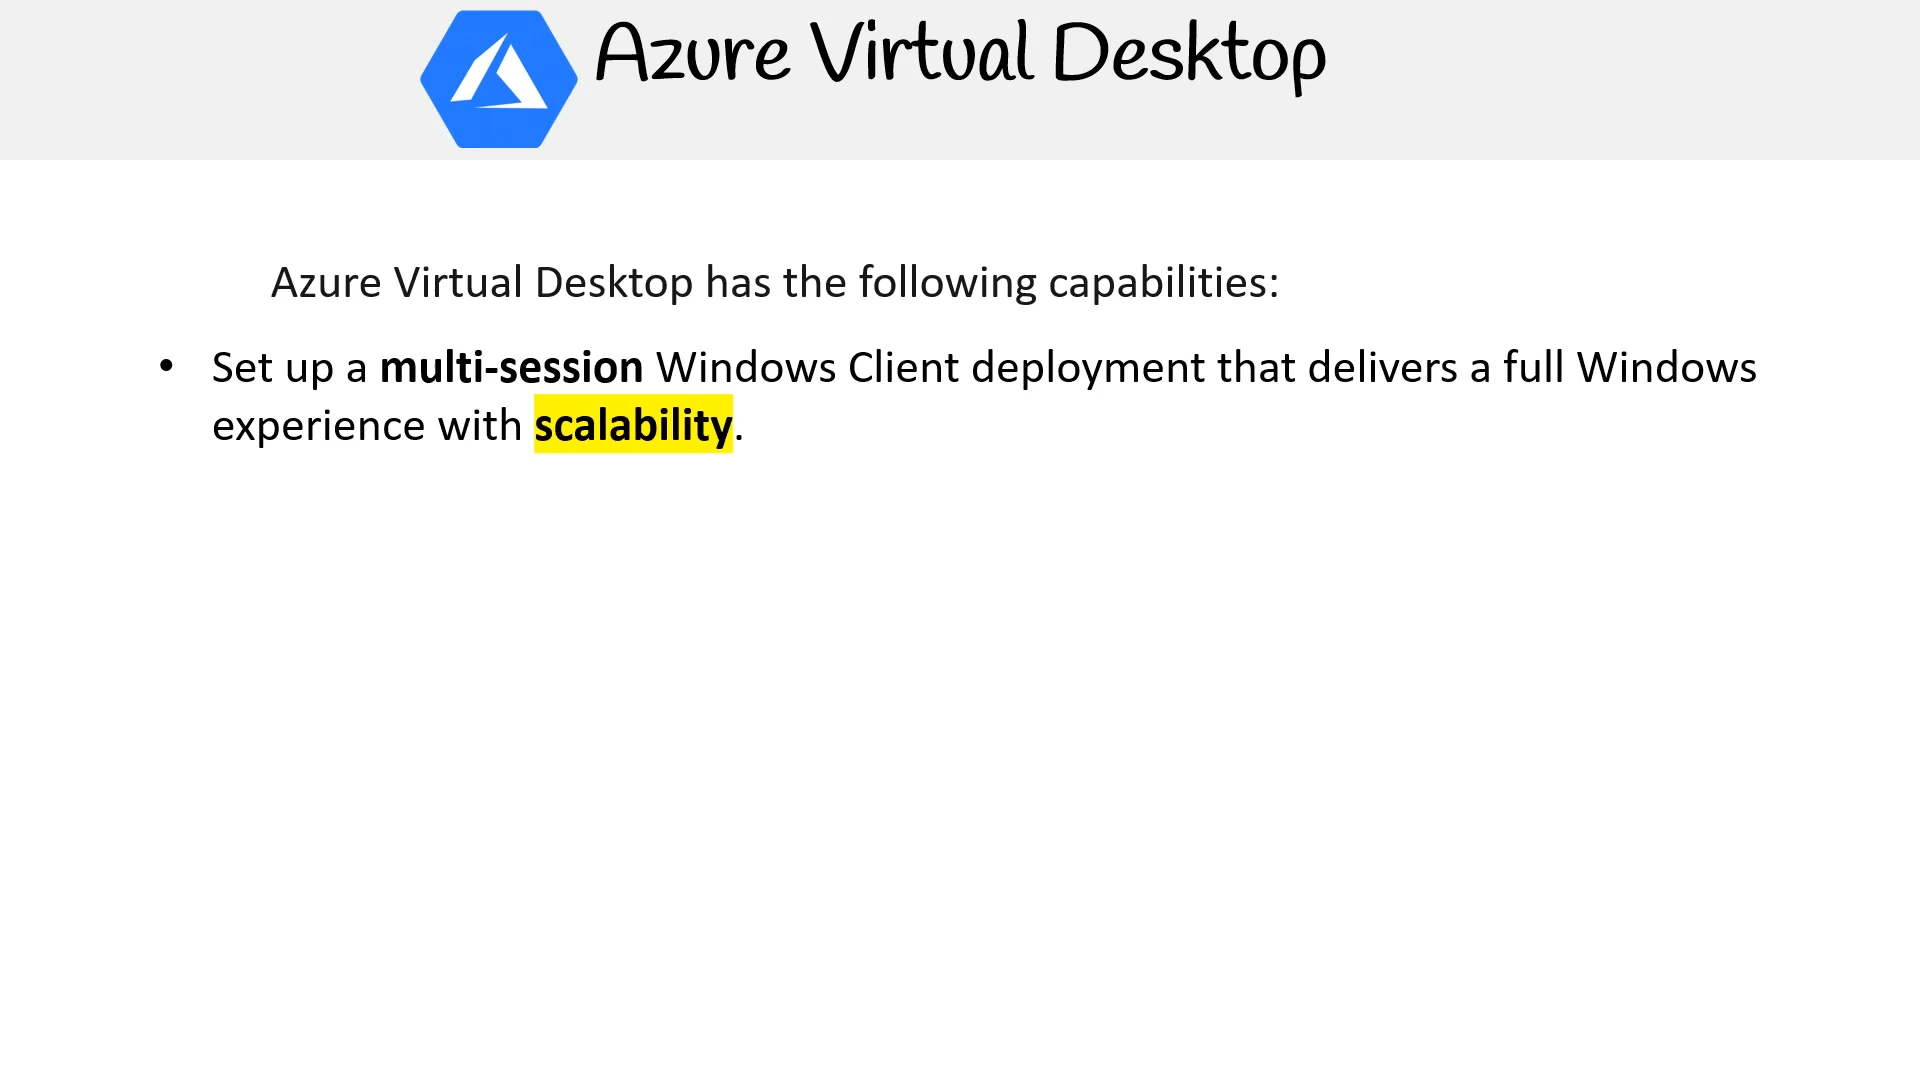 Azure Virtual Desktop
Azure Virtual Desktop has the following capabilities:
• Set up a multi-session Windows Client deployment that delivers a full Windows
experience with scalability.